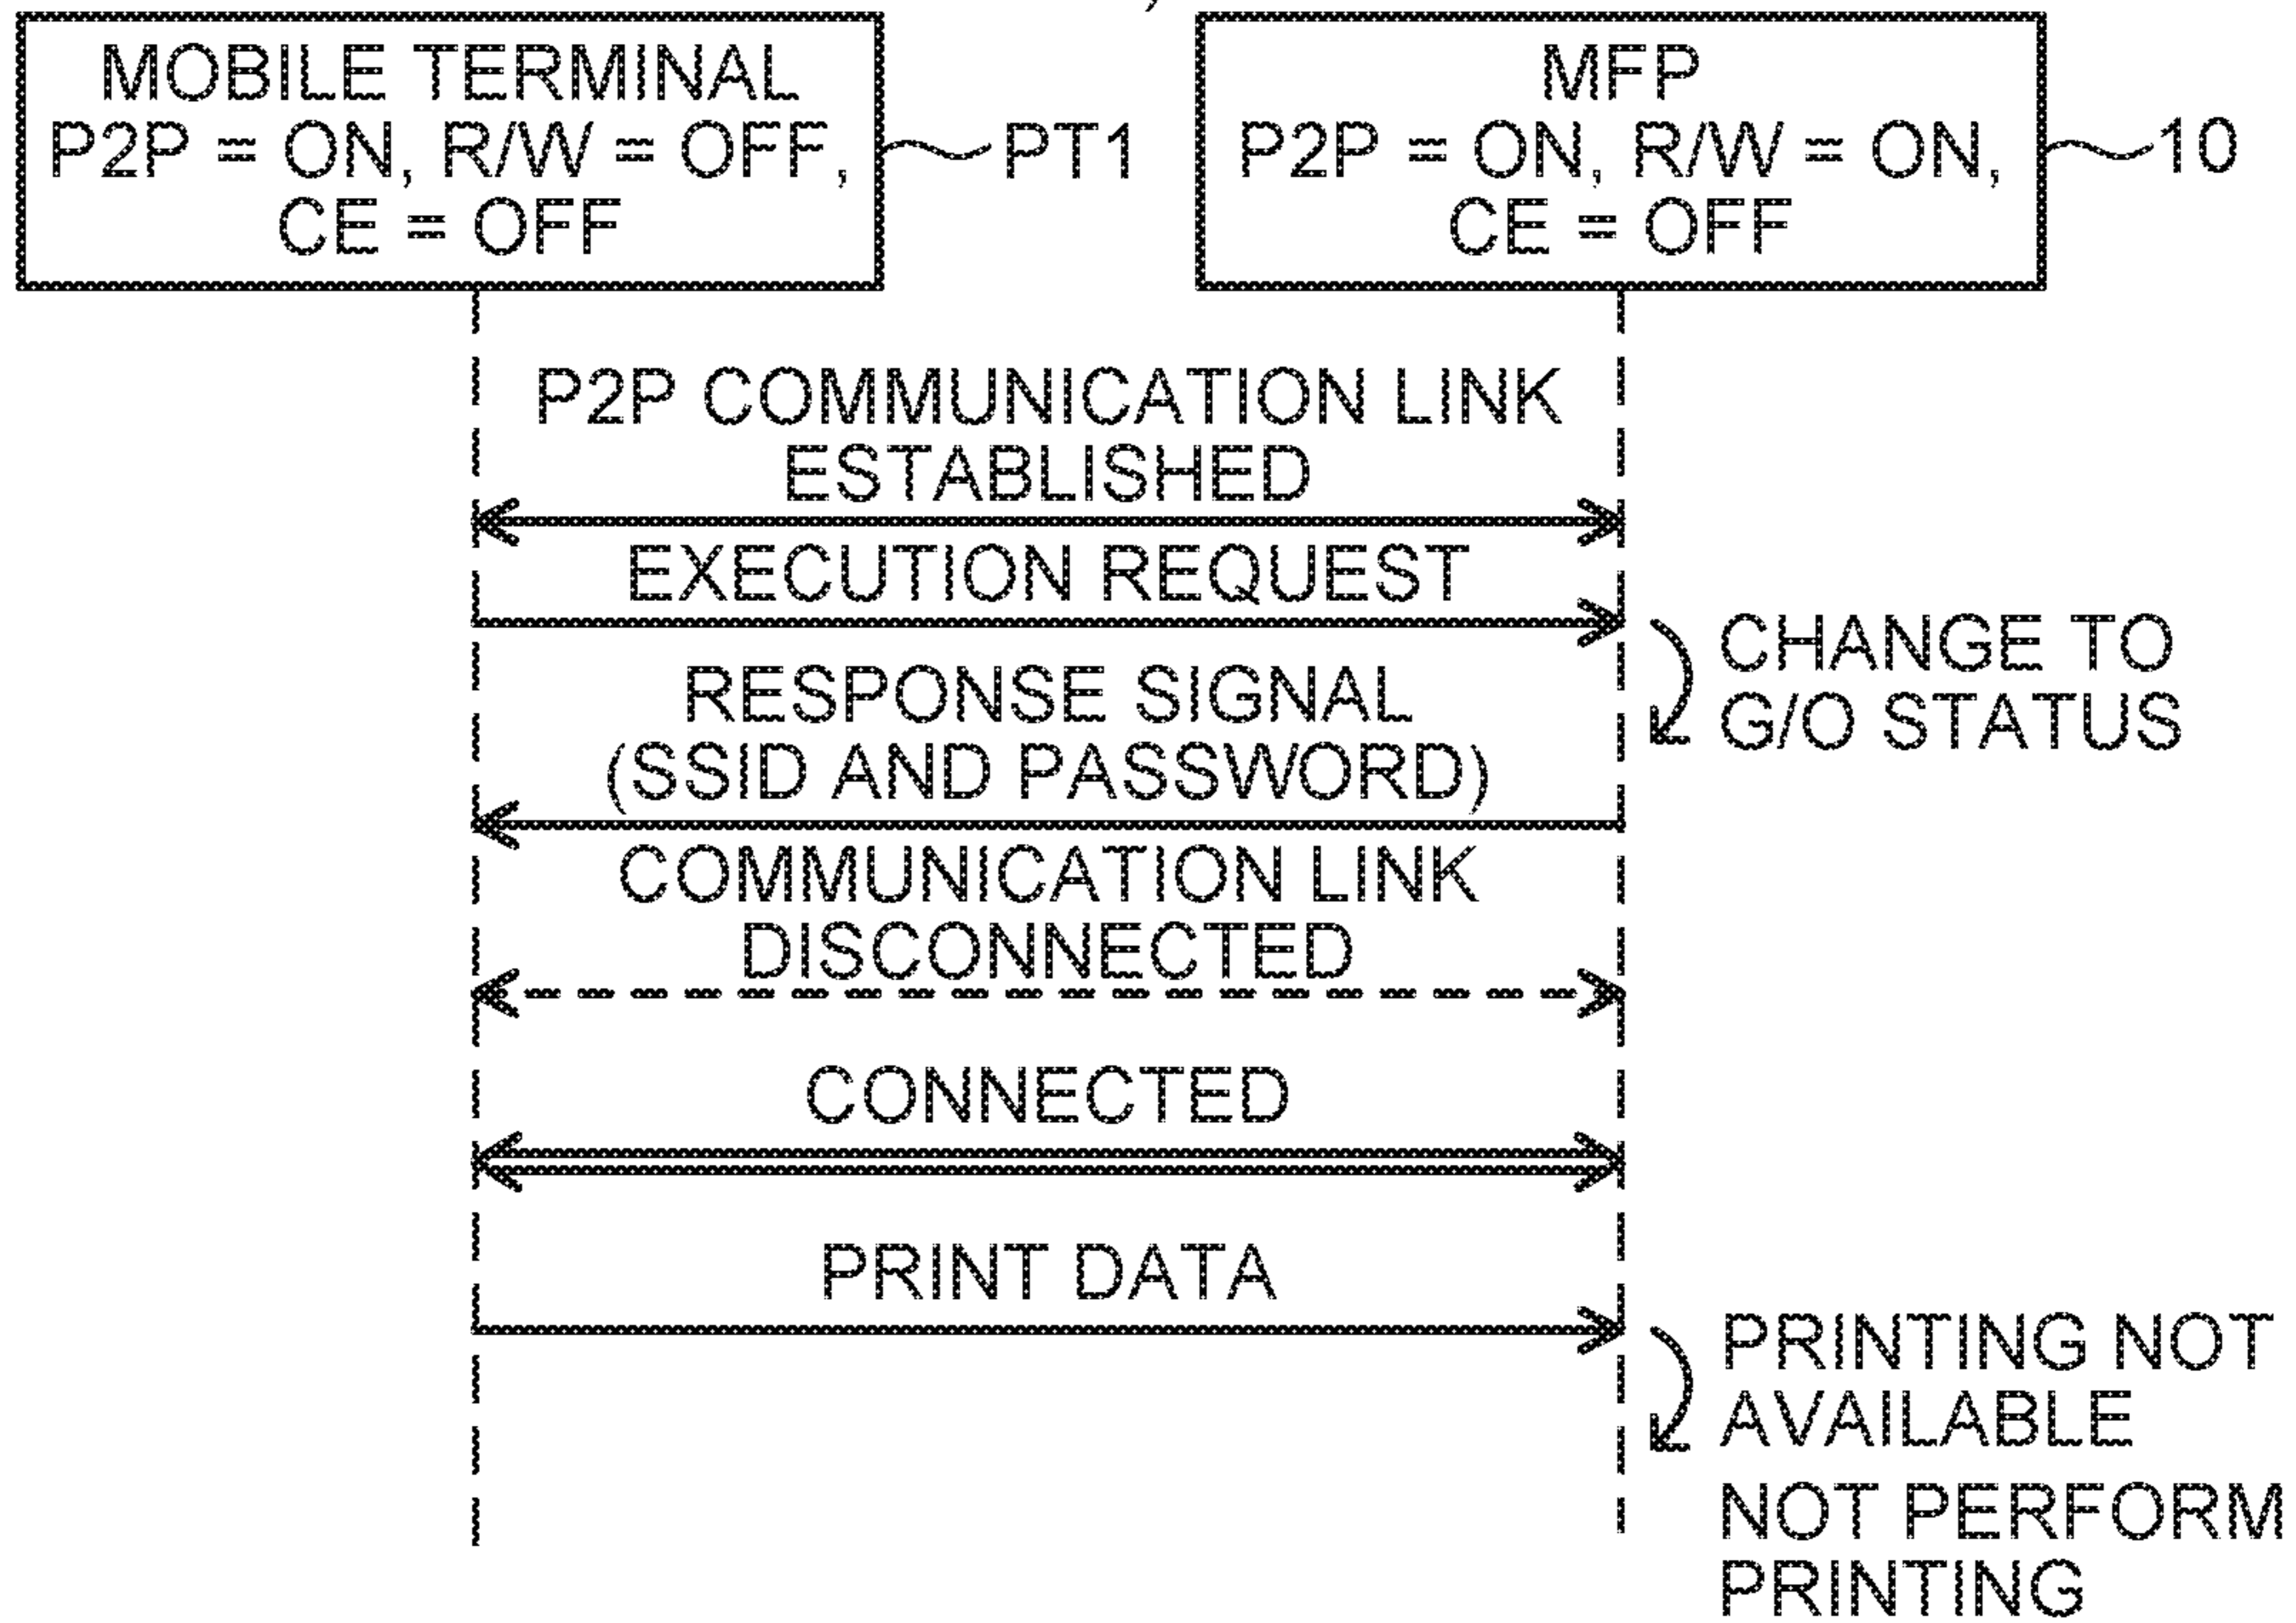 MOBILE TERMINAL
P2P = ON, R/W = OFF,
CE = OFF
PT1
MFP
P2P = ON, R/W = ON,
CE = OFF
10
P2P COMMUNICATION LINK
ESTABLISHED
EXECUTION REQUEST
CHANGE TO
G/O STATUS
RESPONSE SIGNAL
(SSID AND PASSWORD)
COMMUNICATION LINK
DISCONNECTED
CONNECTED
PRINT DATA
PRINTING NOT
AVAILABLE
NOT PERFORM
PRINTING